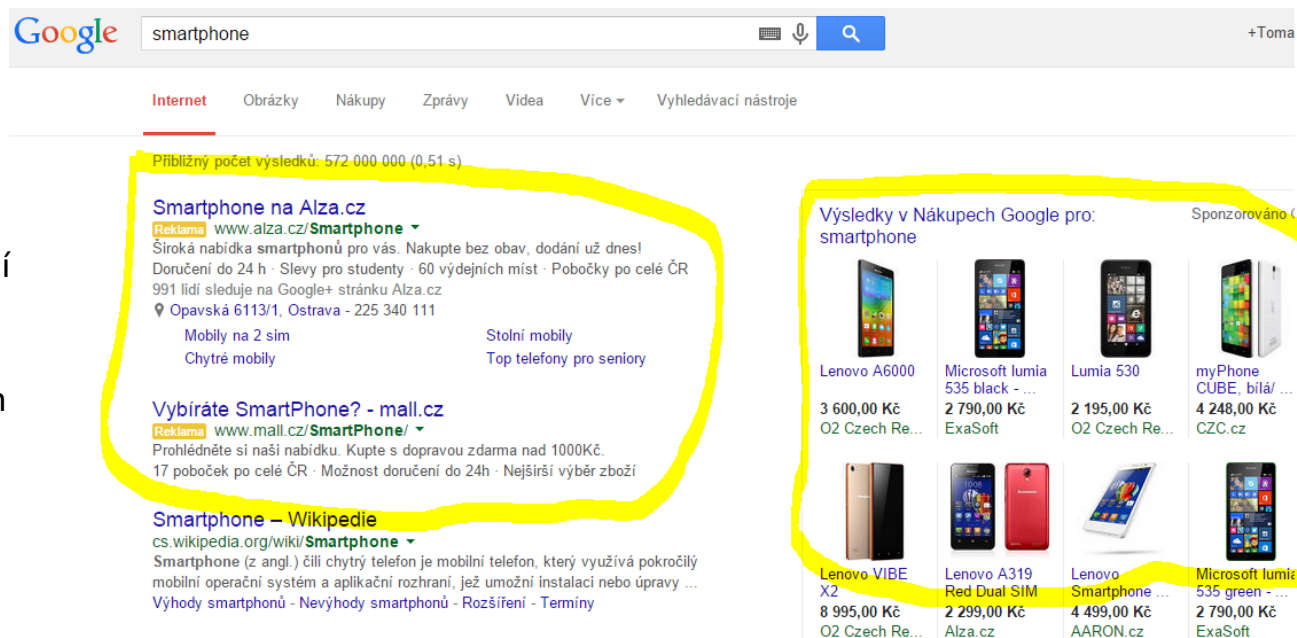 Google
smartphone
+Toma
Internet Obrázky Nákupy Zprávy Videa Více Vyhledávací nástroje
Přibližný počet výsledků: 572 000 000 (0,51 s)
Smartphone na Alza.cz
Reklama www.alza.cz/Smartphone
Široká nabídka smartphonů pro vás. Nakupte bez obav, dodání už dnes!
Doručení do 24 h · Slevy pro studenty · 60 výdejních míst · Pobočky po celé ČR
991 lidí sleduje na Google+ stránku Alza.cz
Opavská 6113/1, Ostrava - 225 340 111
Mobily na 2 sim Stolní mobily
Chytré mobily Top telefony pro seniory
Vybíráte SmartPhone? - mall.cz
Reklama www.mall.cz/SmartPhone/
Prohlédněte si naši nabídku. Kupte s dopravou zdarma nad 1000Kč.
17 poboček po celé ČR · Možnost doručení do 24h · Nejširší výběr zboží
Smartphone – Wikipedie
cs.wikipedia.org/wiki/Smartphone
Smartphone (z angl.) čili chytrý telefon je mobilní telefon, který využívá pokročilý
mobilní operační systém a aplikační rozhraní, jež umožní instalaci nebo úpravy ...
Výhody smartphonů - Nevýhody smartphonů - Rozšíření - Termíny
í
n
Výsledky v Nákupech Google pro: Sponzorováno
smartphone
Lenovo A6000
3 600,00 Kč
O2 Czech Re...
Microsoft lumia
535 black - ...
2 790,00 Kč
ExaSoft
Lumia 530
2 195,00 Kč
O2 Czech Re...
myPhone
CUBE, bílá/ ...
4 248,00 Kč
CZC.cz
Lenovo VIBE
X2
8 995,00 Kč
O2 Czech Re...
Lenovo A319
Red Dual SIM
2 299,00 Kč
Alza.cz
Lenovo
Smartphone ...
4 499,00 Kč
AARON.cz
Microsoft lumia
535 green - ...
2 790,00 Kč
ExaSoft